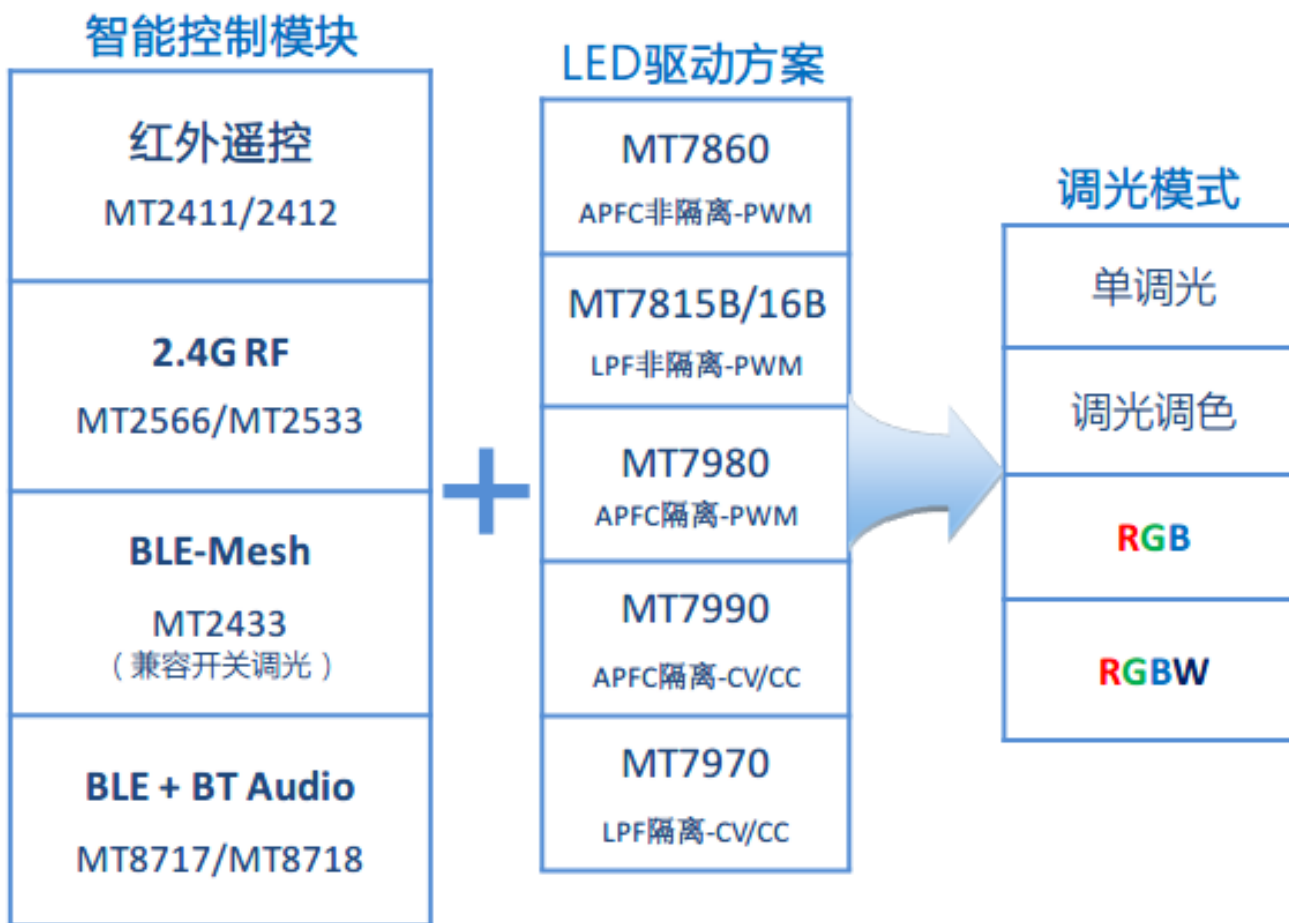 智能控制模块
红外遥控
MT2411/2412
2.4G RF
MT2566/MT2533
BLE-Mesh
MT2433
（兼容开关调光）
BLE + BT Audio
MT8717/MT8718
+
LED驱动方案
MT7860
APFC非隔离-PWM
MT7815B/16B
LPF非隔离-PWM
MT7980
APFC隔离-PWM
MT7990
APFC隔离-CV/CC
MT7970
LPF隔离-CV/CC
调光模式
单调光
调光调色
RGB
RGBW